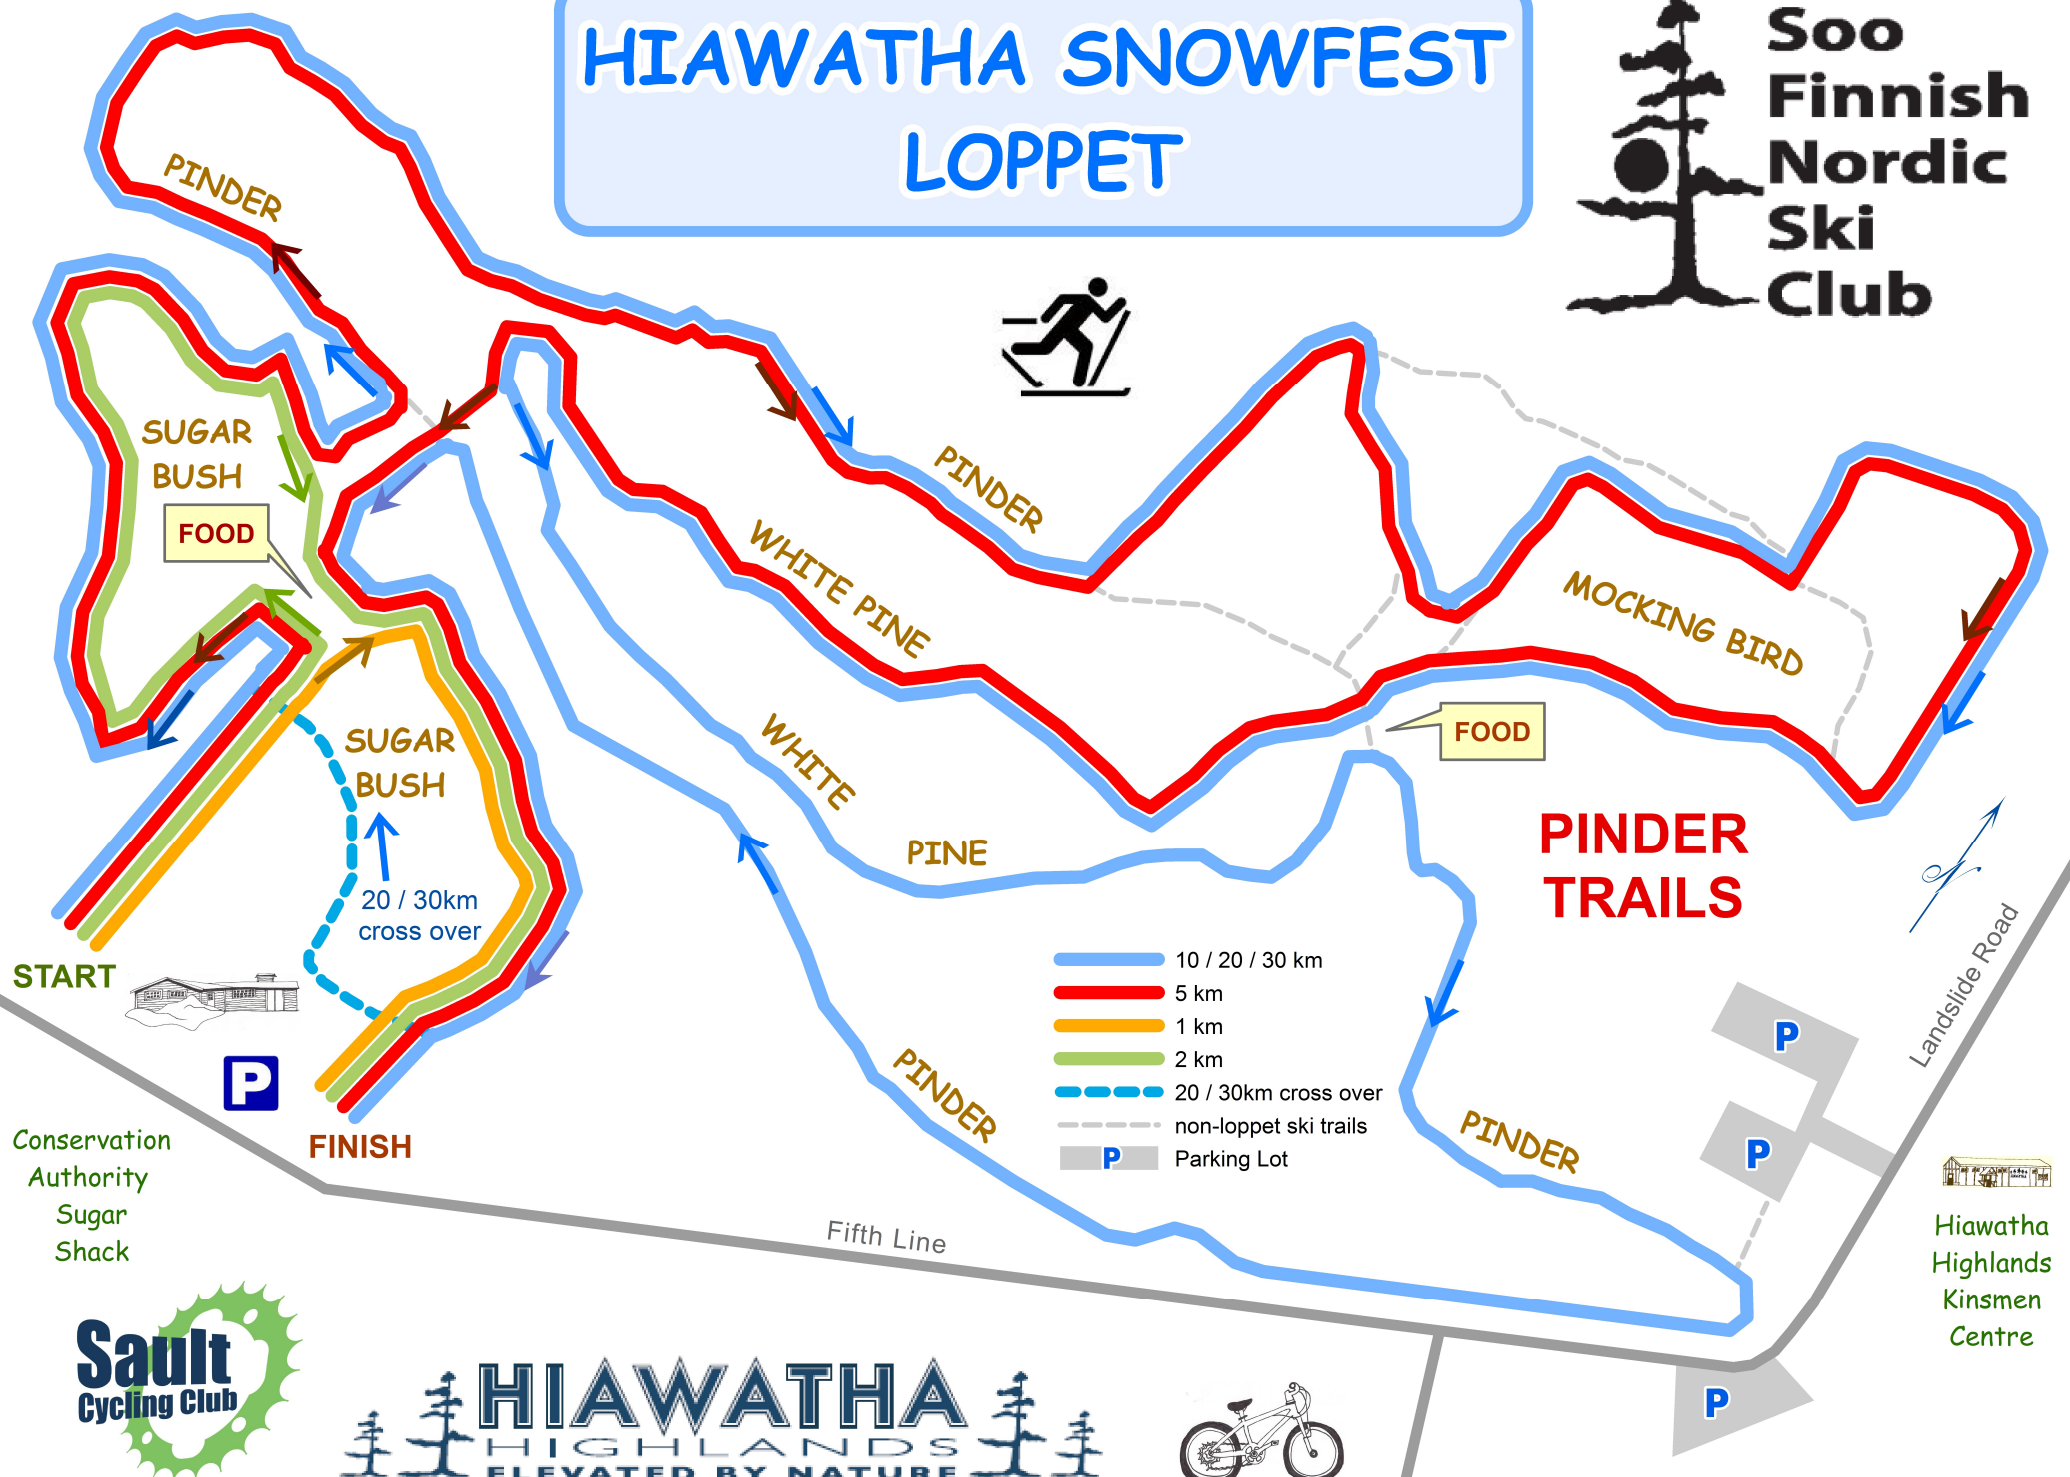 HIAWATHA SNOWFEST
LOPPET
Soo
Finnish
Nordic
Ski
Club
PINDER
SUGAR
BUSH
FOOD
PINDER
WHITE PINE
MOCKING BIRD
SUGAR
BUSH
WHITE
PINE
FOOD
20 / 30km
cross over
PINDER
TRAILS
START
P
FINISH
Conservation
Authority
Sugar
Shack
PINDER
PINDER
10 / 20 / 30 km
5 km
1 km
2 km
20 / 30km cross over
non-loppet ski trails
P Parking Lot
Landslide Road
P
P
Hiawatha
Highlands
Kinsmen
Centre
Fifth Line
P
Sault
Cycling Club
HIAWATHA
HIGHLANDS
ELEVATED BY NATURE